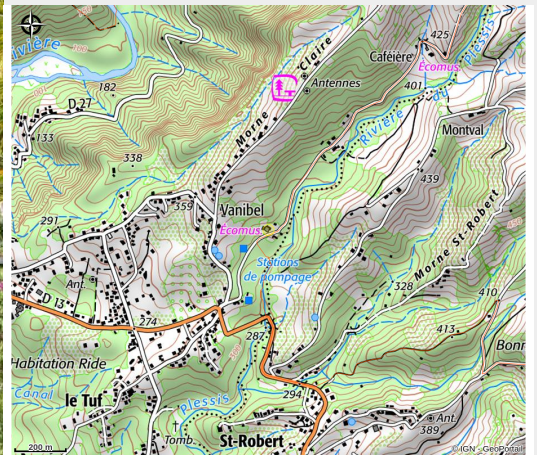 425
Caféière
Plessis
Rivière
Claire
Écomus.
Antennes
401
182
D 27
du
133
Morne
Rivière
Montval
338
439
359
Vanibel
Écomus.
291
Morne St-Robert
Stations
de pompage
Ant.
328
410
D 13
274
287
413
Bonn
Habitation Ride
294
Canal
le Tuf
Plessis
Ant.
389
Tomb.
St-Robert
200 m
© IGN - GeoPortail